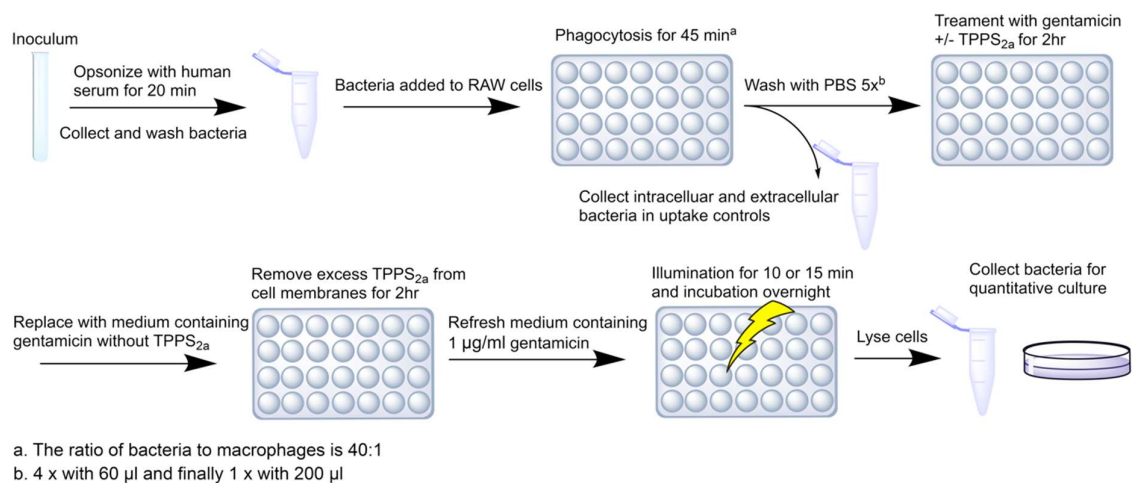 Inoculum
Opsonize with human
serum for 20 min
Collect and wash bacteria
Bacteria added to RAW cells
Phagocytosis for 45 minᵃ
Wash with PBS 5xᵇ
Collect intracelluar and extracellular
bacteria in uptake controls
Treament with gentamicin
+/- TPPS₂ₐ for 2hr
Replace with medium containing
gentamicin without TPPS₂ₐ
Remove excess TPPS₂ₐ from
cell membranes for 2hr
Refresh medium containing
1 µg/ml gentamicin
Illumination for 10 or 15 min
and incubation overnight
Lyse cells
Collect bacteria for
quantitative culture
a. The ratio of bacteria to macrophages is 40:1
b. 4 x with 60 µl and finally 1 x with 200 µl